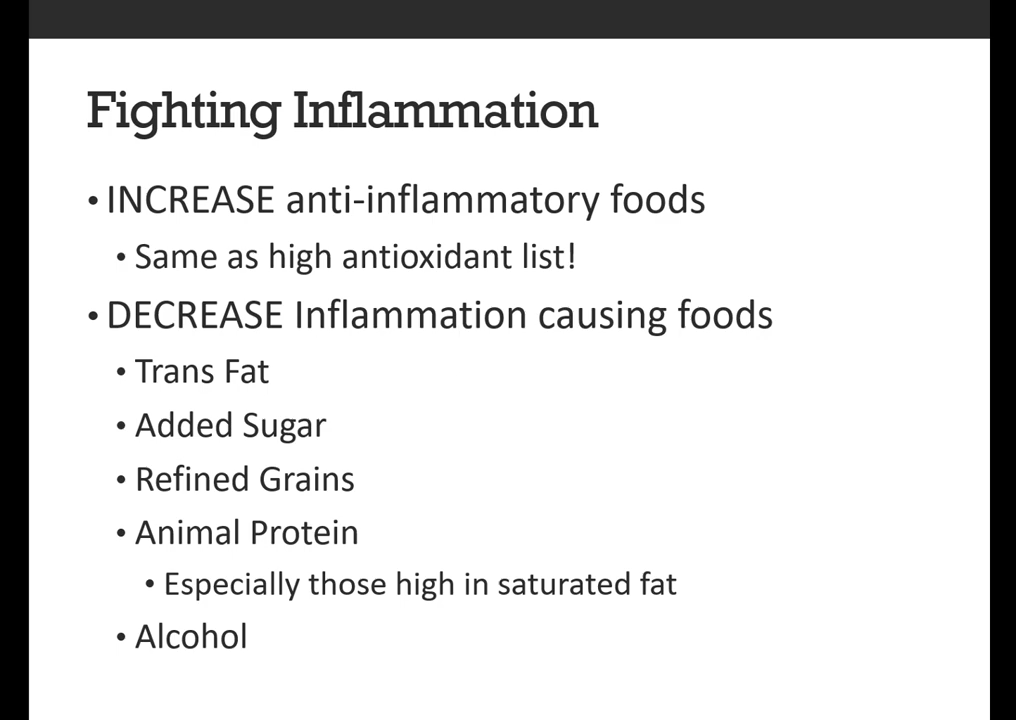 Fighting Inflammation
• INCREASE anti-inflammatory foods
• Same as high antioxidant list!
• DECREASE Inflammation causing foods
• Trans Fat
• Added Sugar
• Refined Grains
• Animal Protein
• Especially those high in saturated fat
• Alcohol